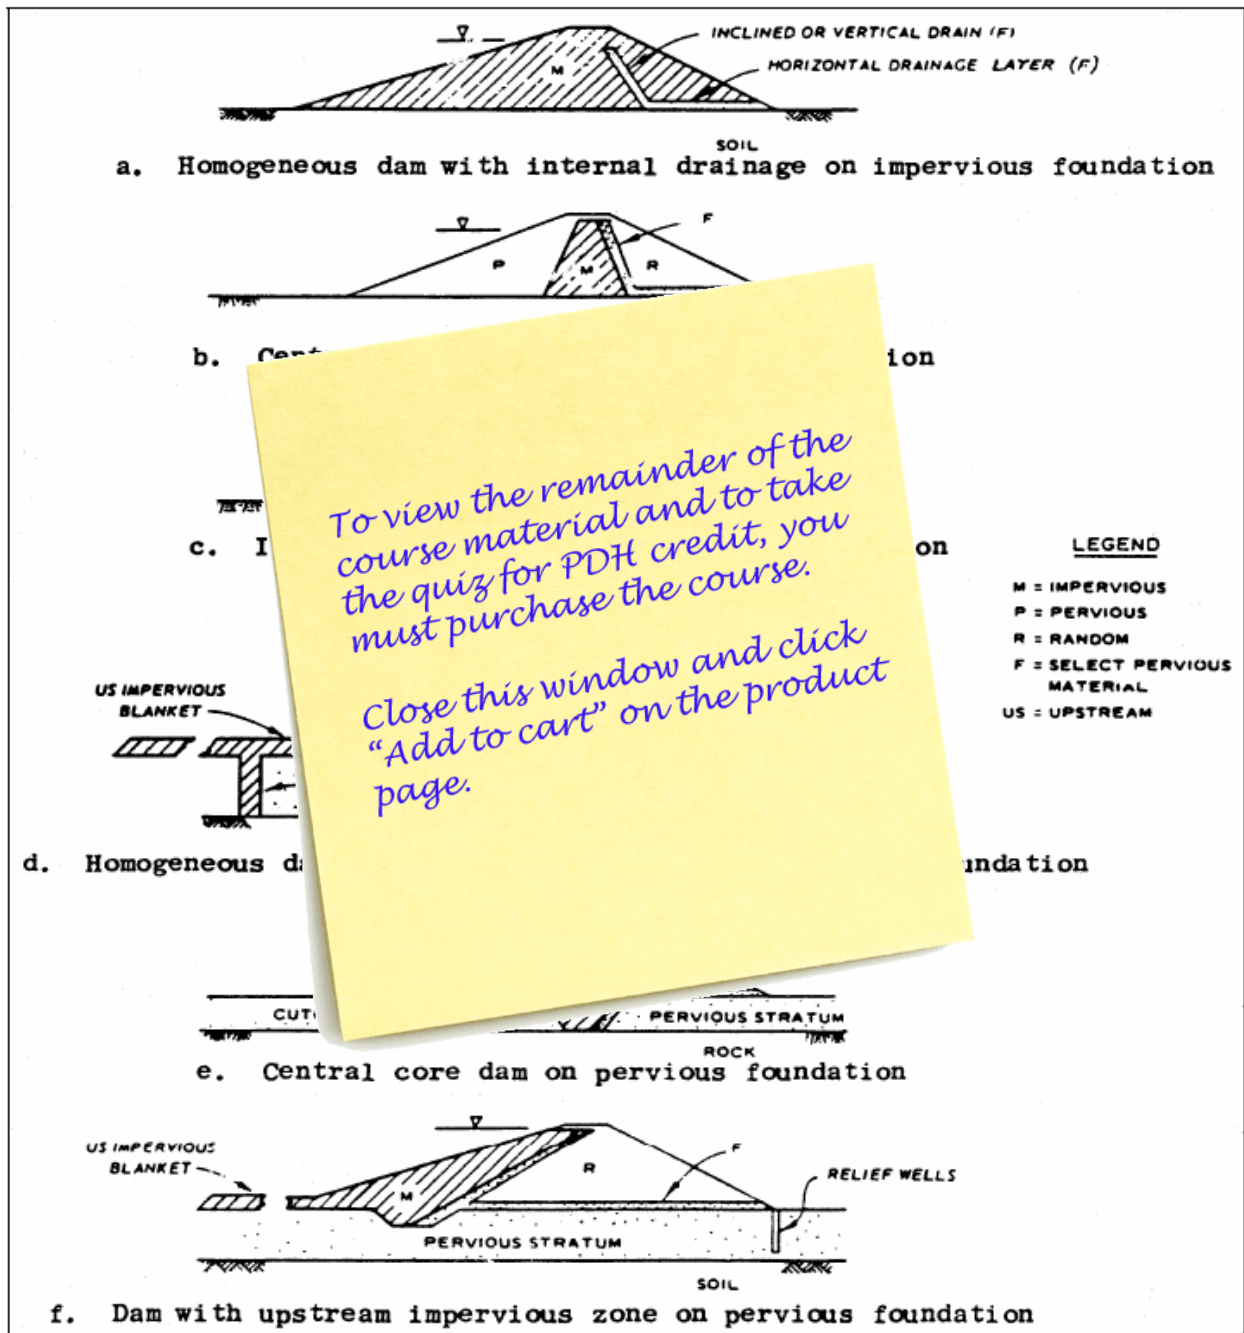 INCLINED OR VERTICAL DRAIN (F)
M
HORIZONTAL DRAINAGE LAYER (F)
SOIL
a. Homogeneous dam with internal drainage on impervious foundation
F
P
M
R
b.
ion
To view the remainder of the
course material and to take
the quiz for PDH credit, you
must purchase the course.
Close this window and click
“Add to cart” on the product
page.
c. I
on
LEGEND
M = IMPERVIOUS
P = PERVIOUS
R = RANDOM
F = SELECT PERVIOUS
MATERIAL
US = UPSTREAM
US IMPERVIOUS
BLANKET
d. Homogeneous
undation
CUT
PERVIOUS STRATUM
ROCK
e. Central core dam on pervious foundation
US IMPERVIOUS
BLANKET
M
R
F
RELIEF WELLS
PERVIOUS STRATUM
SOIL
f. Dam with upstream impervious zone on pervious foundation